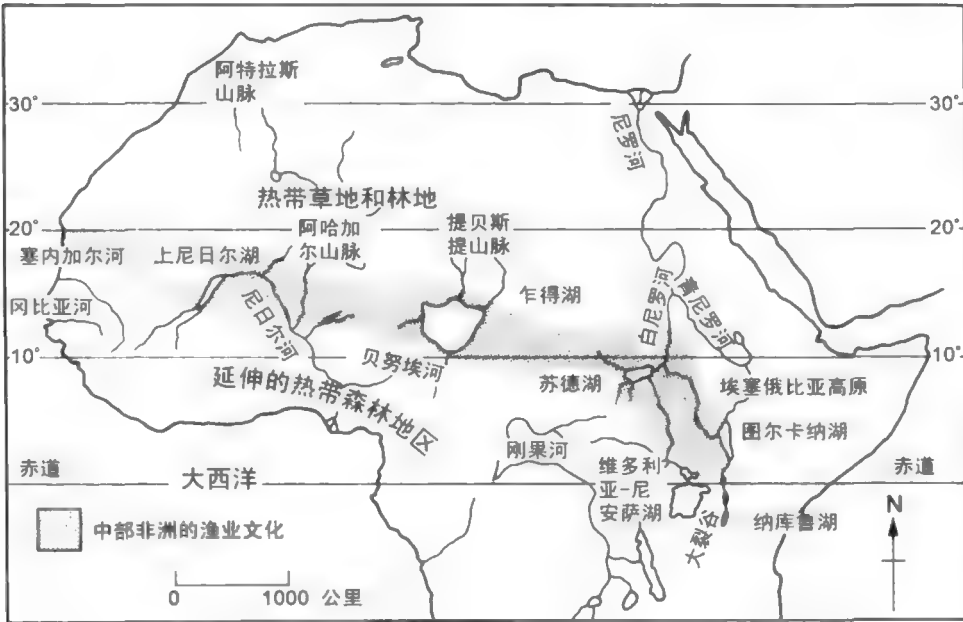 阿特拉斯
山脉
30°
30°
尼罗河
热带草地和林地
20°
20°
阿哈加
尔山脉
提贝斯
提山脉
塞内加尔河
上尼日尔湖
乍得湖
冈比亚河
尼日尔河
白尼罗河
青尼罗河
10°
10°
贝努埃河
延伸的热带森林地区
苏德湖
埃塞俄比亚高原
图尔卡纳湖
刚果河
维多利
亚-尼
安萨湖
赤道
大西洋
赤道
大裂谷
纳库鲁湖
N
中部非洲的渔业文化
0 1000 公里